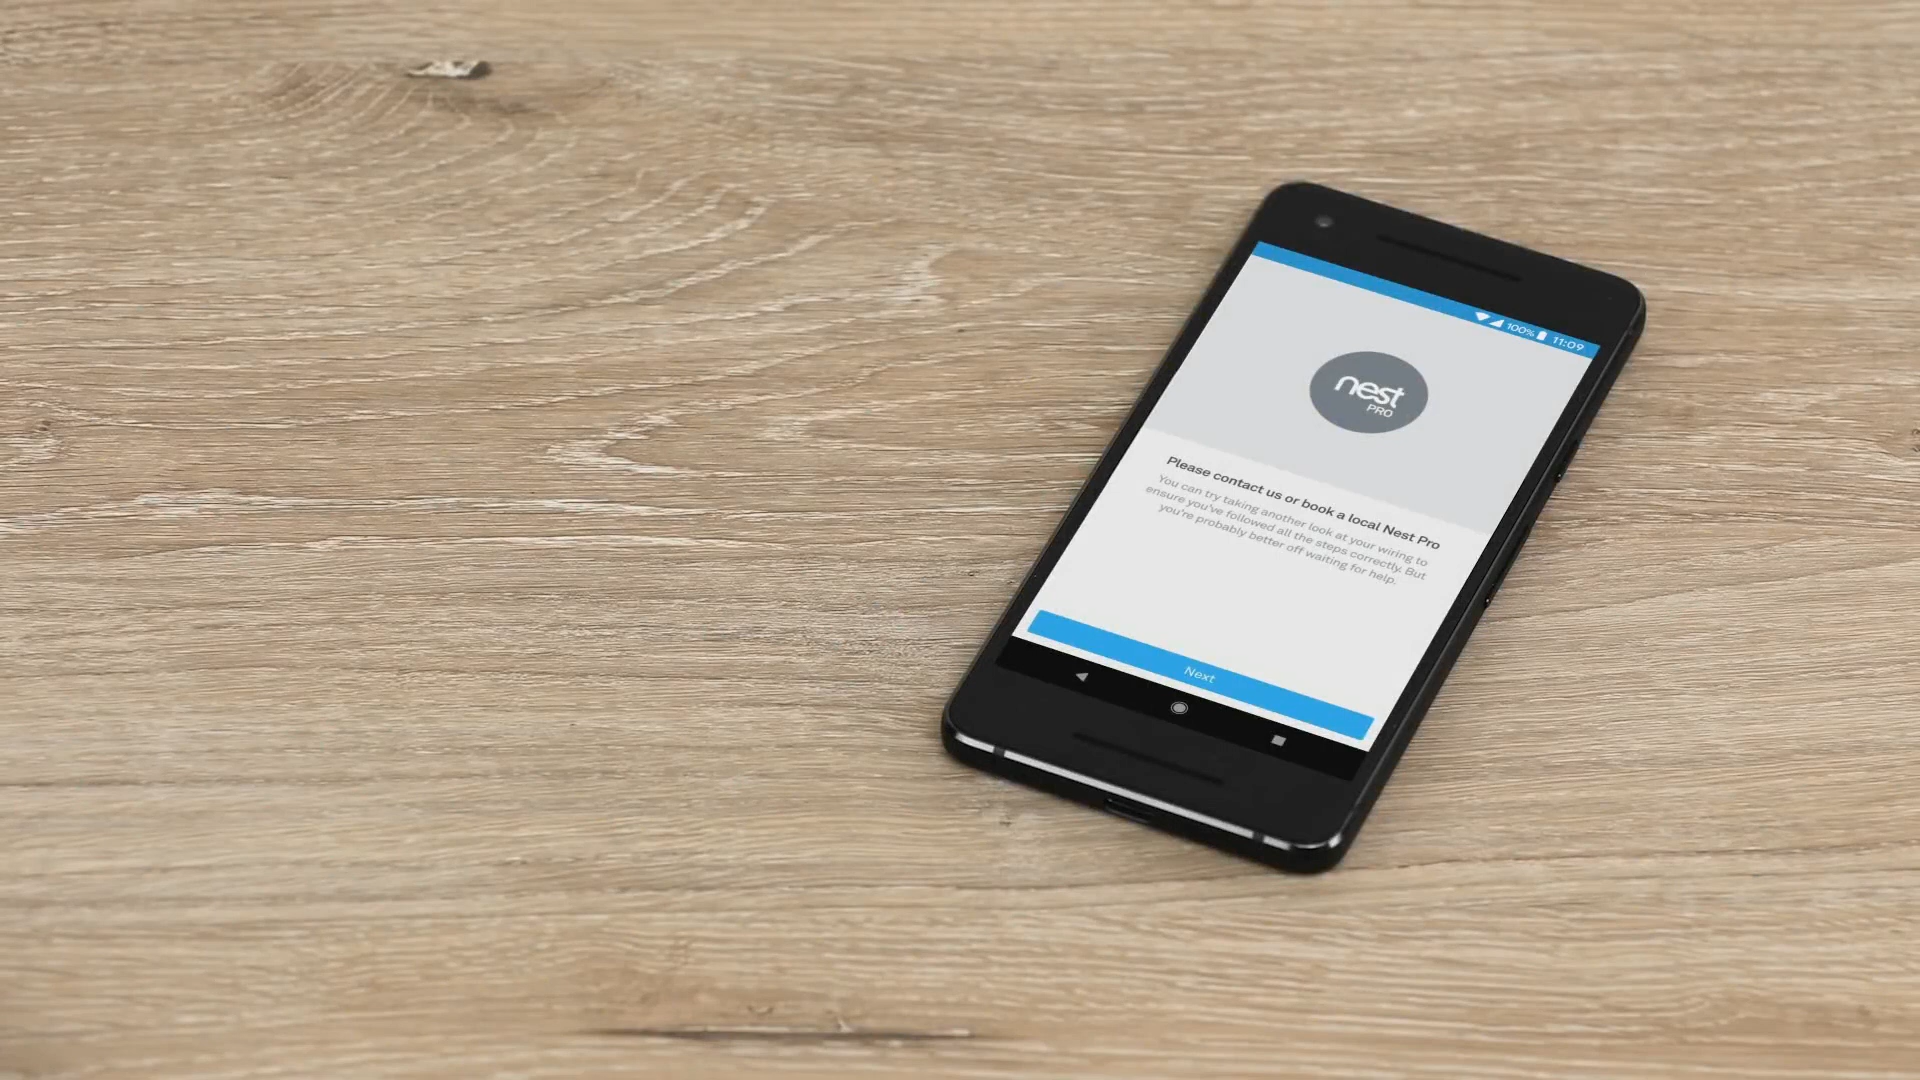 100% 11:09
nest
PRO
Please contact us or book a local Nest Pro
You can try taking another look at your wiring to
ensure you've followed all the steps correctly. But
you're probably better off waiting for help.
Next